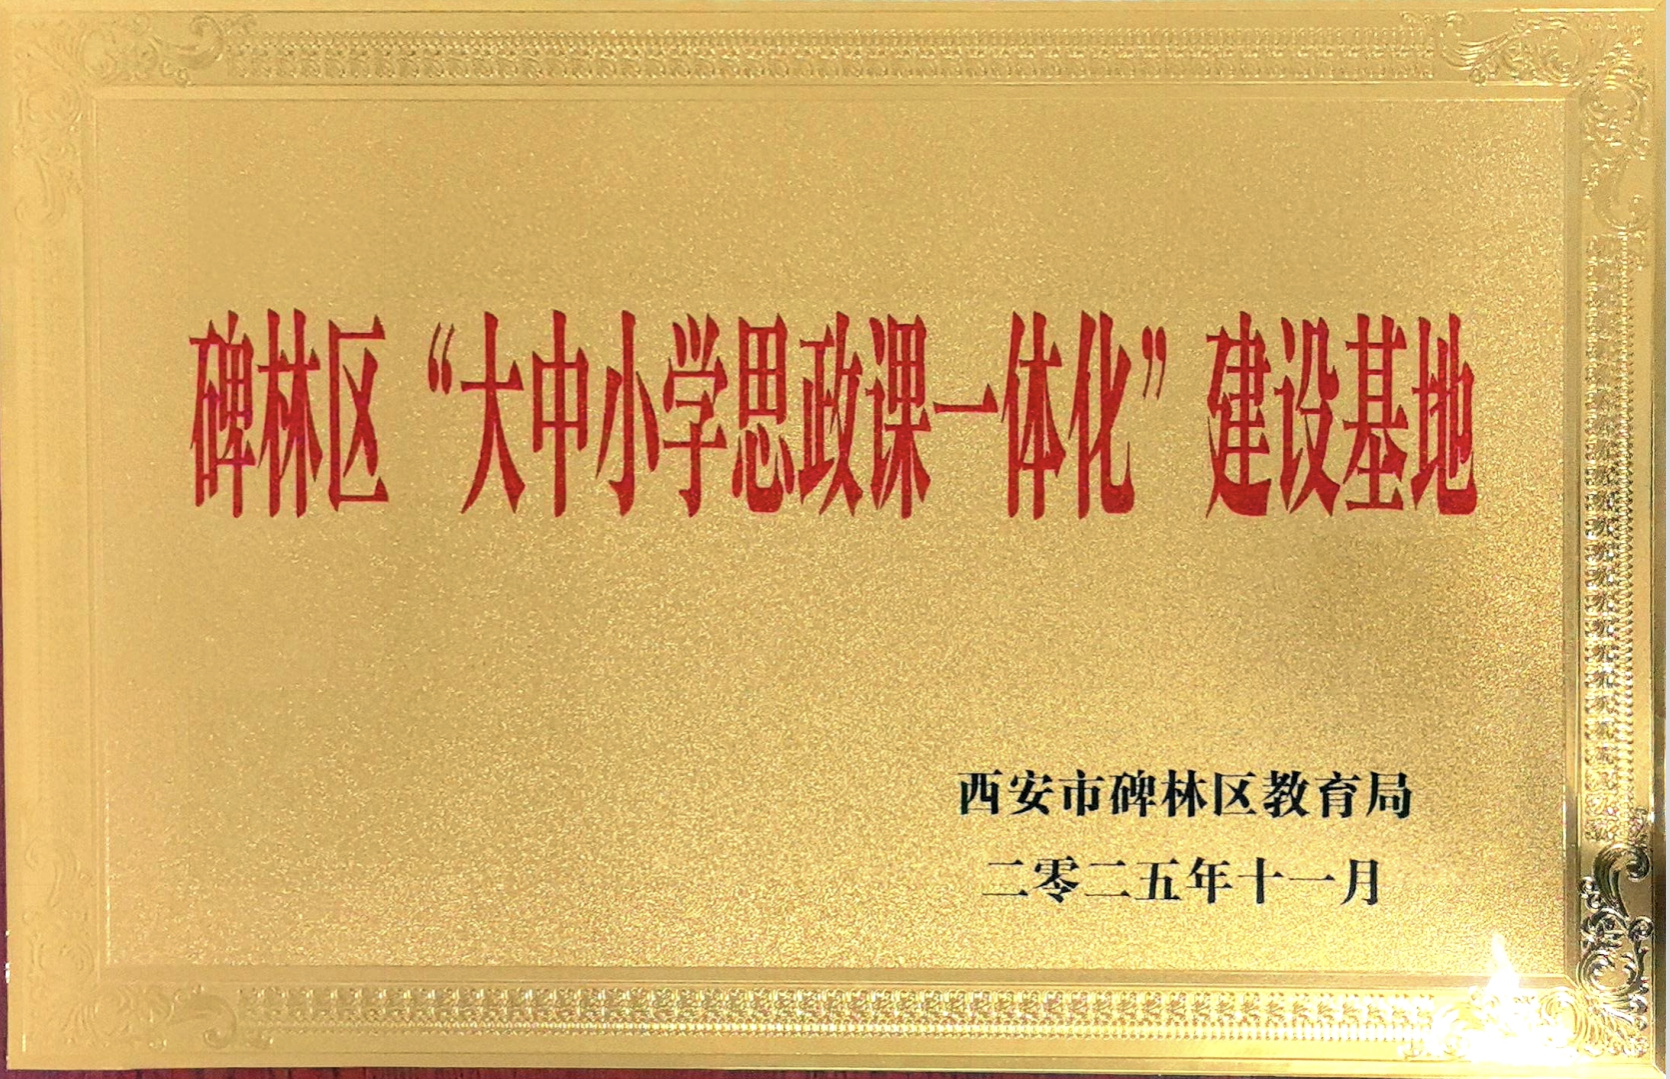 碑林区“大中小学思政课一体化”建设基地
西安市碑林区教育局
二零二五年十一月